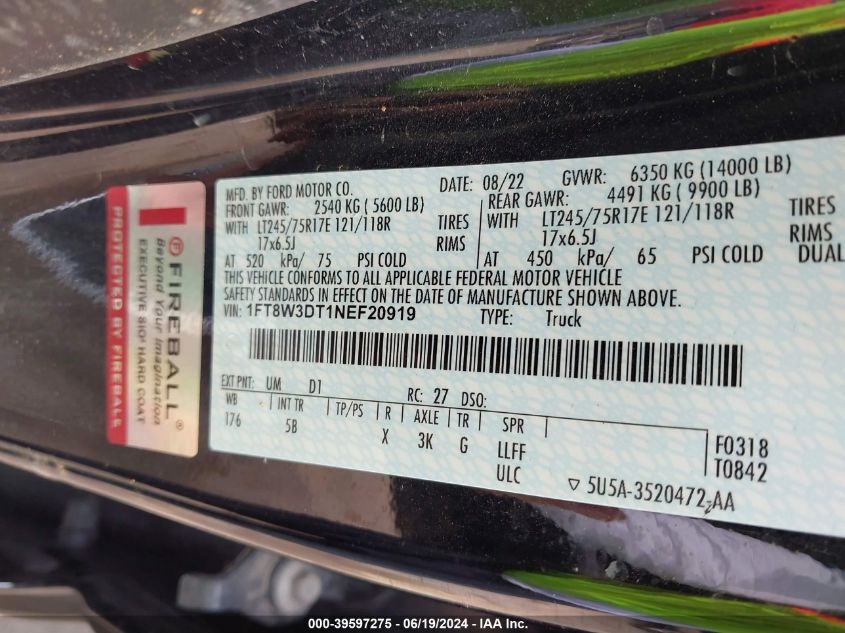 MFD. BY FORD MOTOR CO.
DATE: 08/22 GVWR: 6350 KG (14000 LB)
FRONT GAWR: 2540 KG ( 5600 LB)
REAR GAWR: 4491 KG ( 9900 LB)
WITH LT245/75R17E 121/118R TIRES
WITH LT245/75R17E 121/118R TIRES
17x6.5J RIMS
17x6.5J RIMS
AT 520 kPa/ 75 PSI COLD
AT 450 kPa/ 65 PSI COLD DUAL
THIS VEHICLE CONFORMS TO ALL APPLICABLE FEDERAL MOTOR VEHICLE
SAFETY STANDARDS IN EFFECT ON THE DATE OF MANUFACTURE SHOWN ABOVE.
VIN: 1FT8W3DT1NEF20919 TYPE: Truck
EXT PNT: UM D1 RC: 27 DSO:
WB INT TR TP/PS R AXLE TR SPR
176 5B X 3K G LLFF
ULC
F0318
T0842
▽ 5U5A-3520472-AA
PROTECTED BY FIREBALL
F FIREBALL®
Beyond Your Imagination
EXECUTIVE SIO² HARD COAT
000-39597275 - 06/19/2024 - IAA Inc.